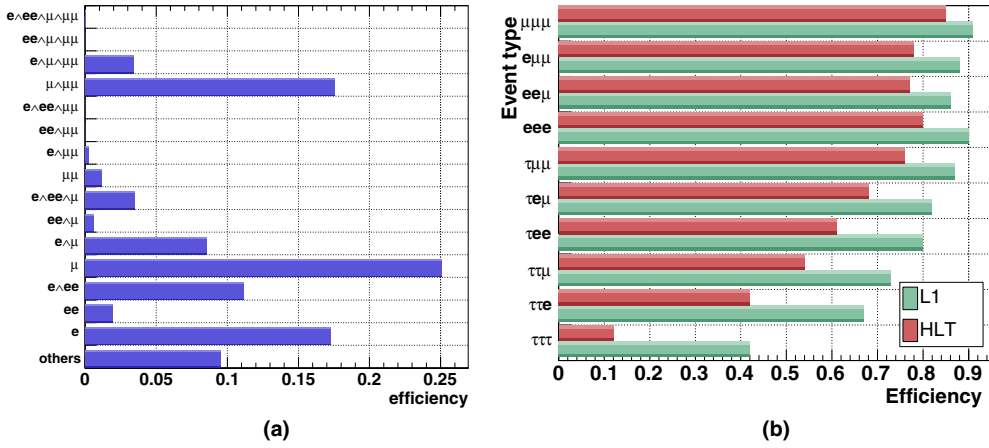 e∧ee∧μ∧μμ
ee∧μ∧μμ
e∧μ∧μμ
μ∧μμ
e∧ee∧μμ
ee∧μμ
e∧μμ
μμ
e∧ee∧μ
ee∧μ
e∧μ
μ
e∧ee
ee
e
others
0 0.05 0.1 0.15 0.2 0.25
efficiency
(a)
Event type
μμμ
eμμ
eeμ
eee
τμμ
τeμ
τee
ττμ
ττe
τττ
L1
HLT
0 0.1 0.2 0.3 0.4 0.5 0.6 0.7 0.8 0.9
Efficiency
(b)